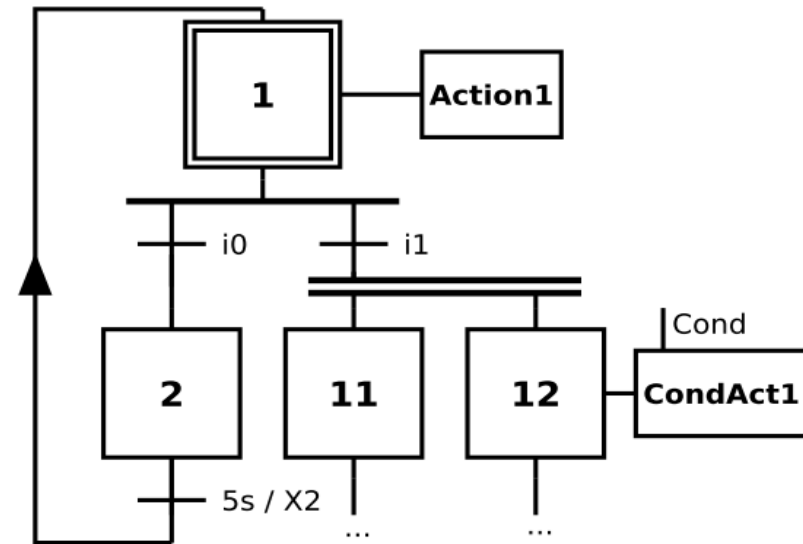 1
Action1
i0
i1
Cond
2
11
12
CondAct1
5s / X2
...
...